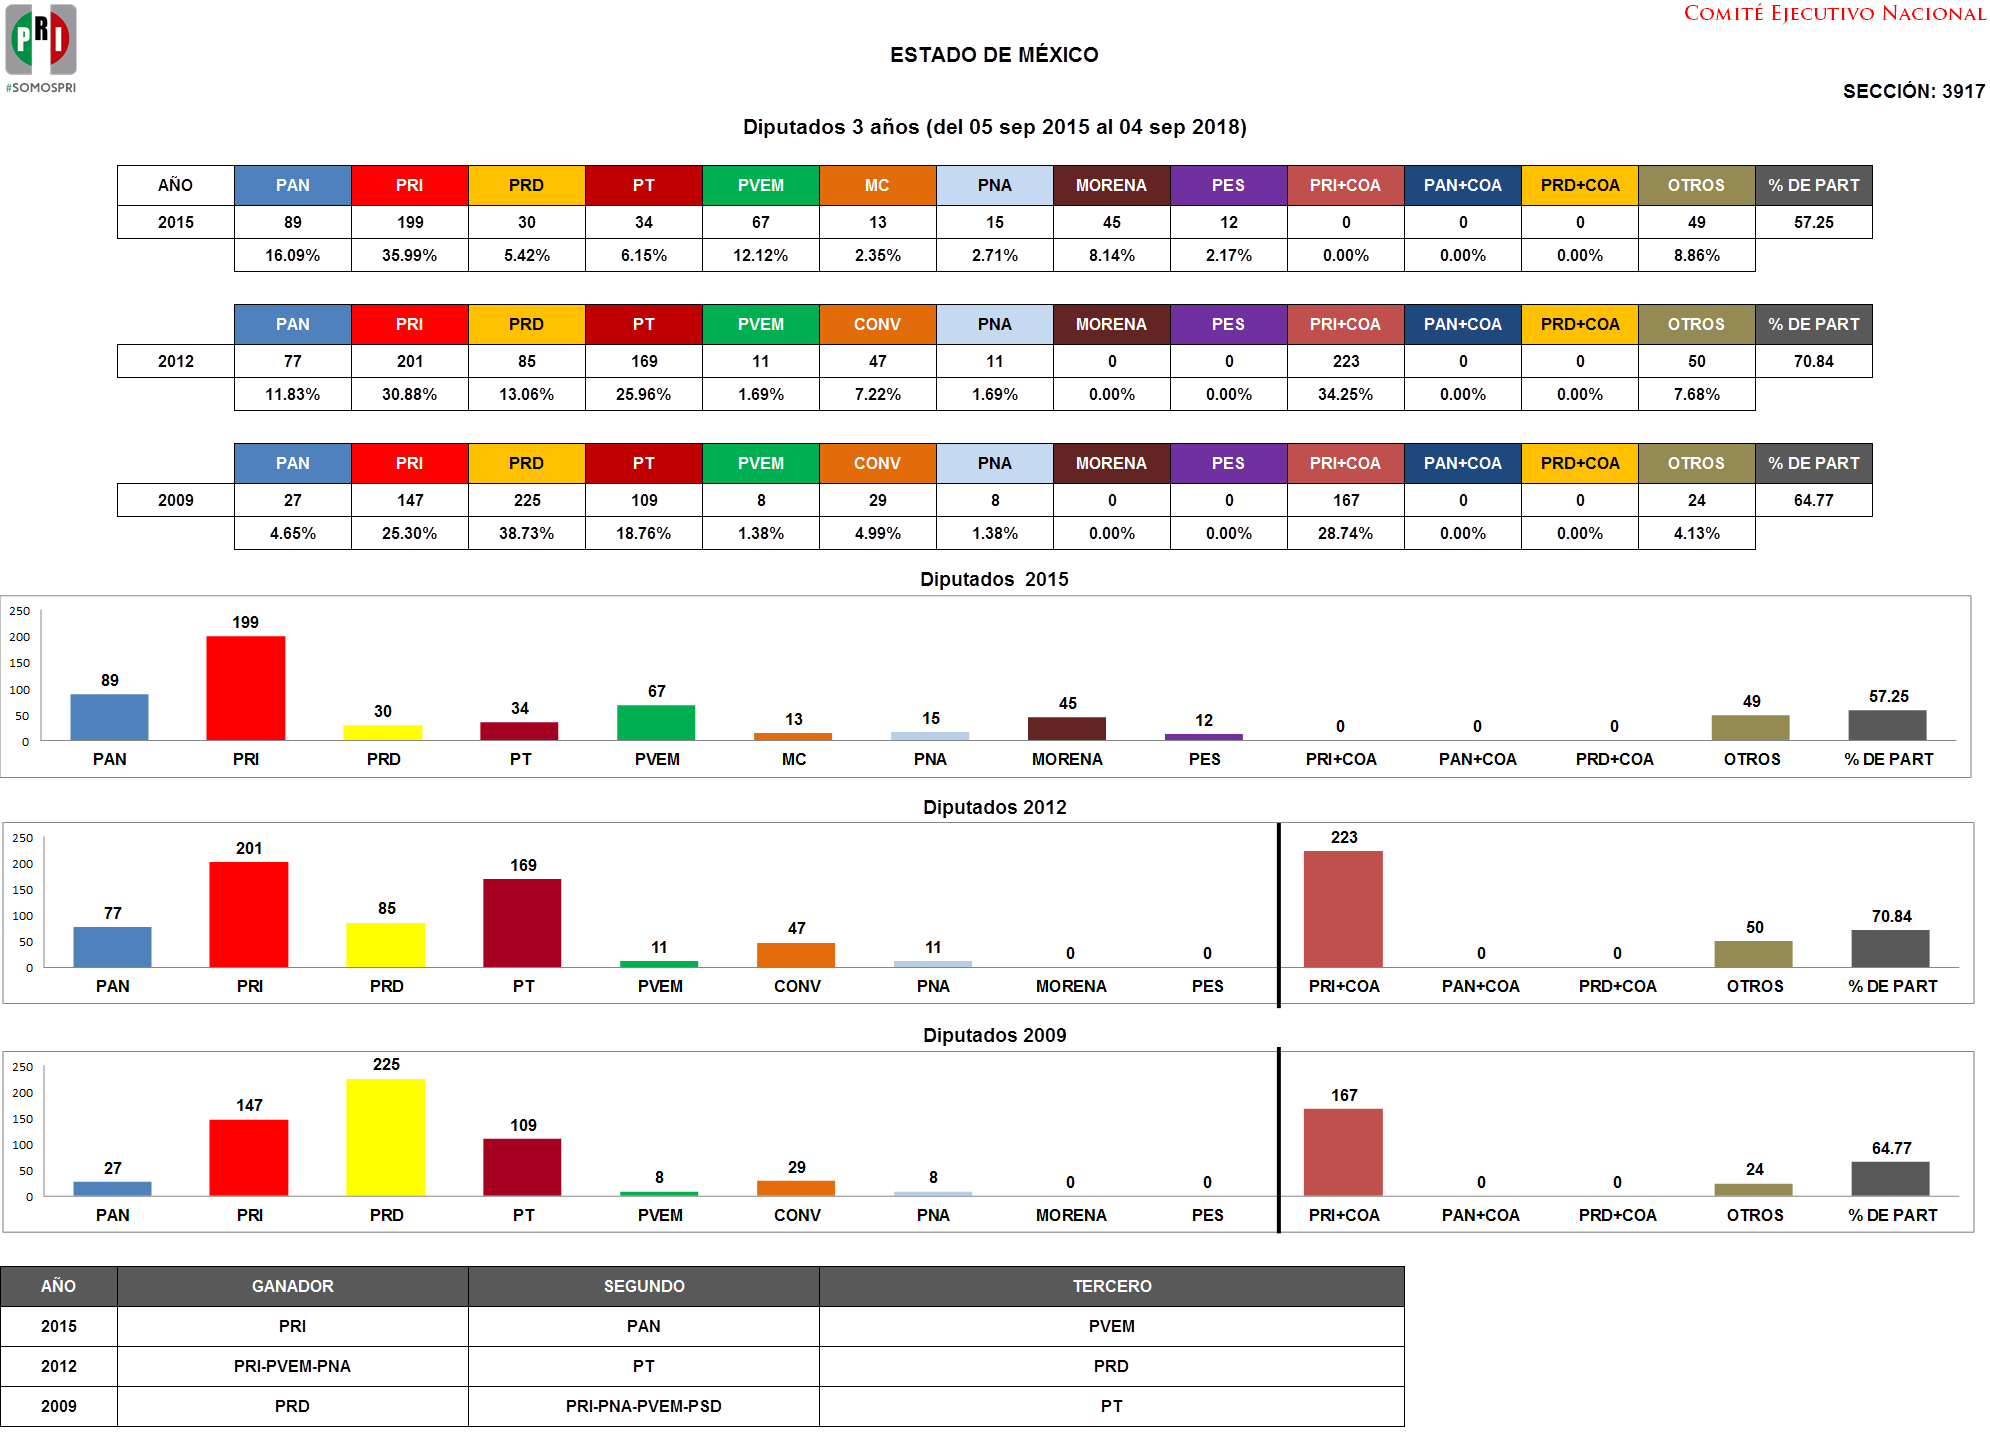 COMITÉ EJECUTIVO NACIONAL
PRI
#SOMOSPRI
ESTADO DE MÉXICO
SECCIÓN: 3917
Diputados 3 años (del 05 sep 2015 al 04 sep 2018)
AÑO PAN PRI PRD PT PVEM MC PNA MORENA PES PRI+COA PAN+COA PRD+COA OTROS % DE PART
2015 89 199 30 34 67 13 15 45 12 0 0 0 49 57.25
16.09% 35.99% 5.42% 6.15% 12.12% 2.35% 2.71% 8.14% 2.17% 0.00% 0.00% 0.00% 8.86%
PAN PRI PRD PT PVEM CONV PNA MORENA PES PRI+COA PAN+COA PRD+COA OTROS % DE PART
2012 77 201 85 169 11 47 11 0 0 223 0 0 50 70.84
11.83% 30.88% 13.06% 25.96% 1.69% 7.22% 1.69% 0.00% 0.00% 34.25% 0.00% 0.00% 7.68%
PAN PRI PRD PT PVEM CONV PNA MORENA PES PRI+COA PAN+COA PRD+COA OTROS % DE PART
2009 27 147 225 109 8 29 8 0 0 167 0 0 24 64.77
4.65% 25.30% 38.73% 18.76% 1.38% 4.99% 1.38% 0.00% 0.00% 28.74% 0.00% 0.00% 4.13%
Diputados 2015
250
200
150
100
50
0
89 199 30 34 67 13 15 45 12 0 0 0 49 57.25
PAN PRI PRD PT PVEM MC PNA MORENA PES PRI+COA PAN+COA PRD+COA OTROS % DE PART
Diputados 2012
250
200
150
100
50
0
77 201 85 169 11 47 11 0 0 223 0 0 50 70.84
PAN PRI PRD PT PVEM CONV PNA MORENA PES PRI+COA PAN+COA PRD+COA OTROS % DE PART
Diputados 2009
250
200
150
100
50
0
27 147 225 109 8 29 8 0 0 167 0 0 24 64.77
PAN PRI PRD PT PVEM CONV PNA MORENA PES PRI+COA PAN+COA PRD+COA OTROS % DE PART
AÑO GANADOR SEGUNDO TERCERO
2015 PRI PAN PVEM
2012 PRI-PVEM-PNA PT PRD
2009 PRD PRI-PNA-PVEM-PSD PT